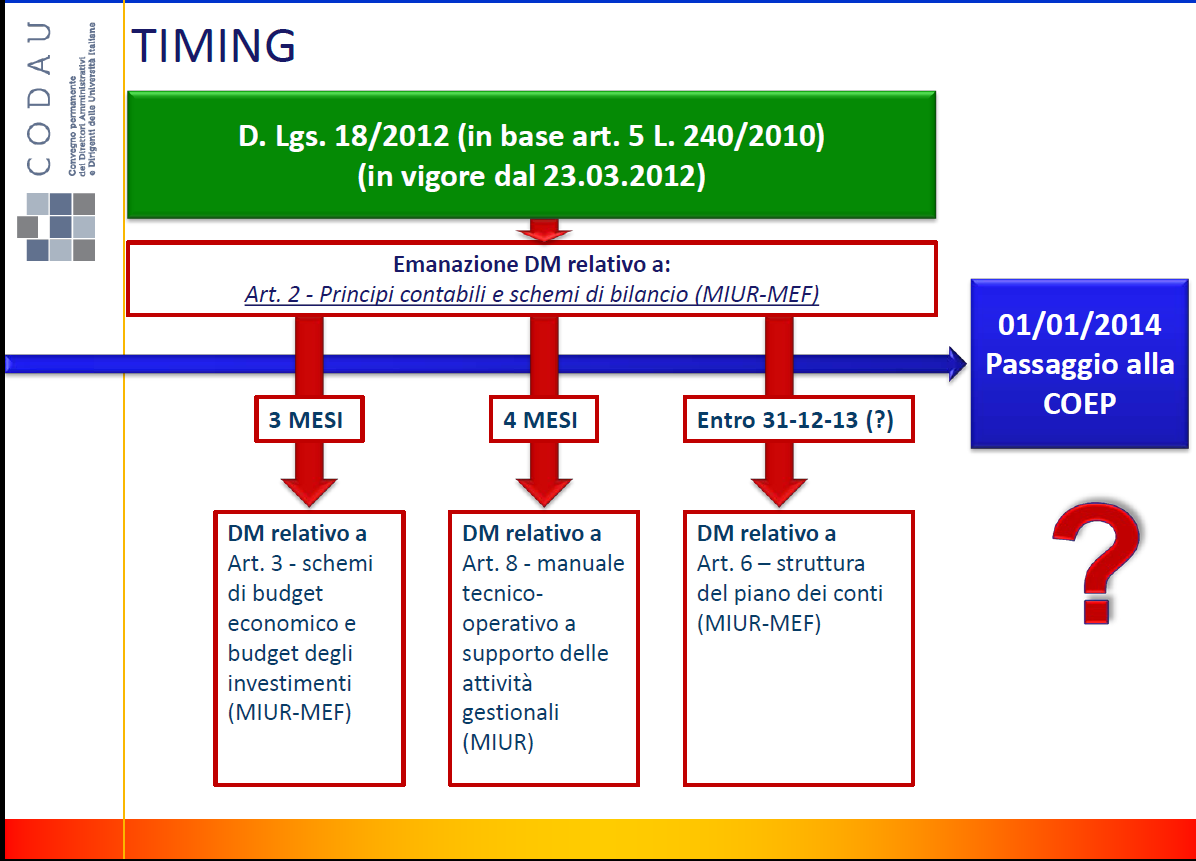 CODAU
Convegno permanente
dei Direttori Amministrativi
e Dirigenti delle Università Italiane
TIMING
D. Lgs. 18/2012 (in base art. 5 L. 240/2010)
(in vigore dal 23.03.2012)
Emanazione DM relativo a:
Art. 2 - Principi contabili e schemi di bilancio (MIUR-MEF)
01/01/2014
Passaggio alla
COEP
3 MESI
4 MESI
Entro 31-12-13 (?)
DM relativo a
Art. 3 - schemi
di budget
economico e
budget degli
investimenti
(MIUR-MEF)
DM relativo a
Art. 8 - manuale
tecnico-
operativo a
supporto delle
attività
gestionali
(MIUR)
DM relativo a
Art. 6 – struttura
del piano dei conti
(MIUR-MEF)
?